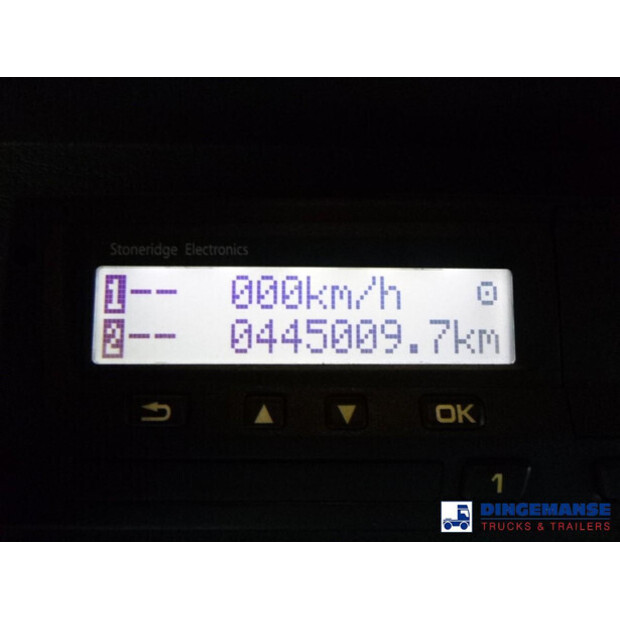 Stoneridge Electronics
1-- 000km/h
2-- 0445009.7km
OK
1
DINGEMANSE
TRUCKS & TRAILERS